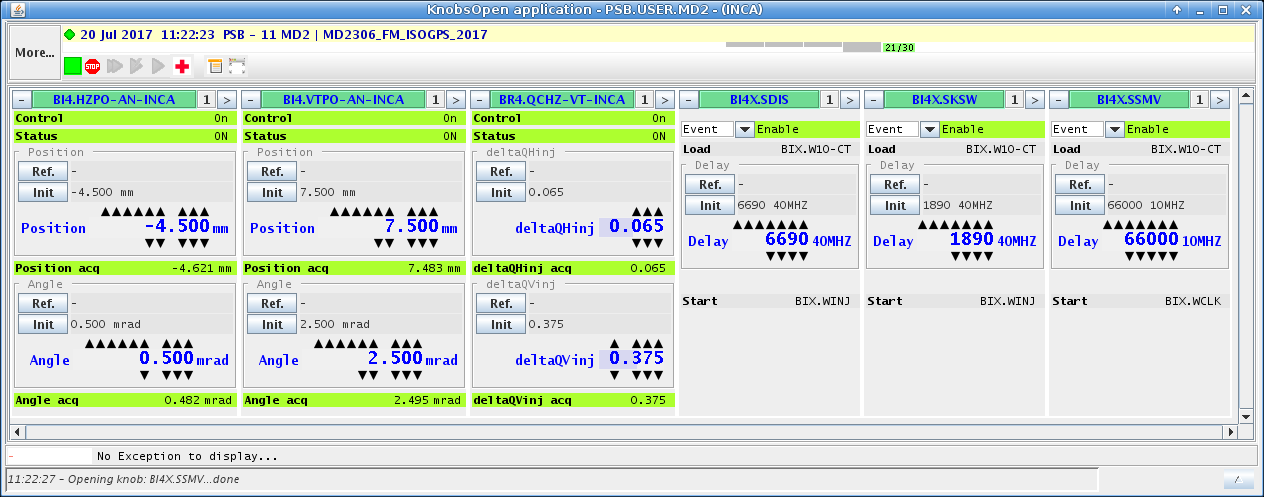 KnobsOpen application - PSB.USER.MD2 - (INCA)
20 Jul 2017 11:22:23 PSB - 11 MD2 | MD2306_FM_ISOGPS_2017
More...
21/30
STOP
- BI4.HZPO-AN-INCA 1 > - BI4.VTPO-AN-INCA 1 > - BR4.QCHZ-VT-INCA 1 > - BI4X.SDIS 1 > - BI4X.SKSW 1 > - BI4X.SSMV 1 >
Control On Control On Control On
Event Enable Event Enable Event Enable
Status ON Status ON Status ON
Load BIX.W10-CT Load BIX.W10-CT Load BIX.W10-CT
Position Position deltaQHinj Delay Delay Delay
Ref. - Ref. - Ref. - Ref. - Ref. - Ref. -
Init -4.500 mm Init 7.500 mm Init 0.065 Init 6690 40MHZ Init 1890 40MHZ Init 66000 10MHZ
Position -4.500 mm Position 7.500 mm deltaQHinj 0.065 Delay 6690 40MHZ Delay 1890 40MHZ Delay 66000 10MHZ
Position acq -4.621 mm Position acq 7.483 mm deltaQHinj acq 0.065
Angle Angle deltaQVinj
Ref. - Ref. - Ref. - Start BIX.WINJ Start BIX.WINJ Start BIX.WCLK
Init 0.500 mrad Init 2.500 mrad Init 0.375
Angle 0.500 mrad Angle 2.500 mrad deltaQVinj 0.375
Angle acq 0.482 mrad Angle acq 2.495 mrad deltaQVinj acq 0.375
- No Exception to display...
11:22:27 - Opening knob: BI4X.SSMV...done